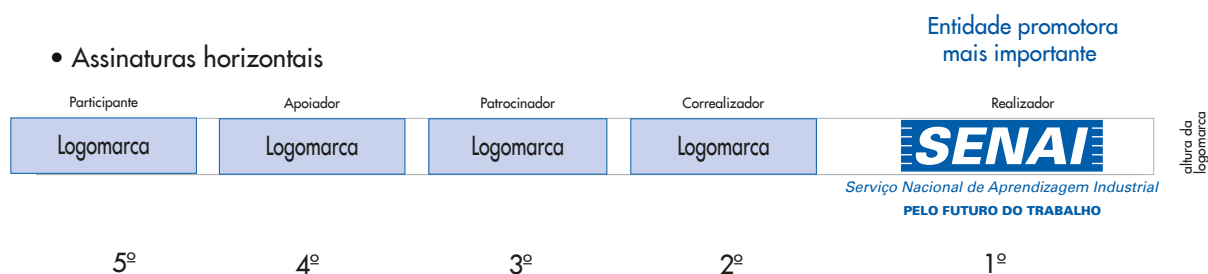 Entidade promotora
mais importante
• Assinaturas horizontais
Participante
Apoiador
Patrocinador
Correalizador
Realizador
Logomarca
Logomarca
Logomarca
Logomarca
SENAI
altura da
logomarca
Serviço Nacional de Aprendizagem Industrial
PELO FUTURO DO TRABALHO
5º
4º
3º
2º
1º